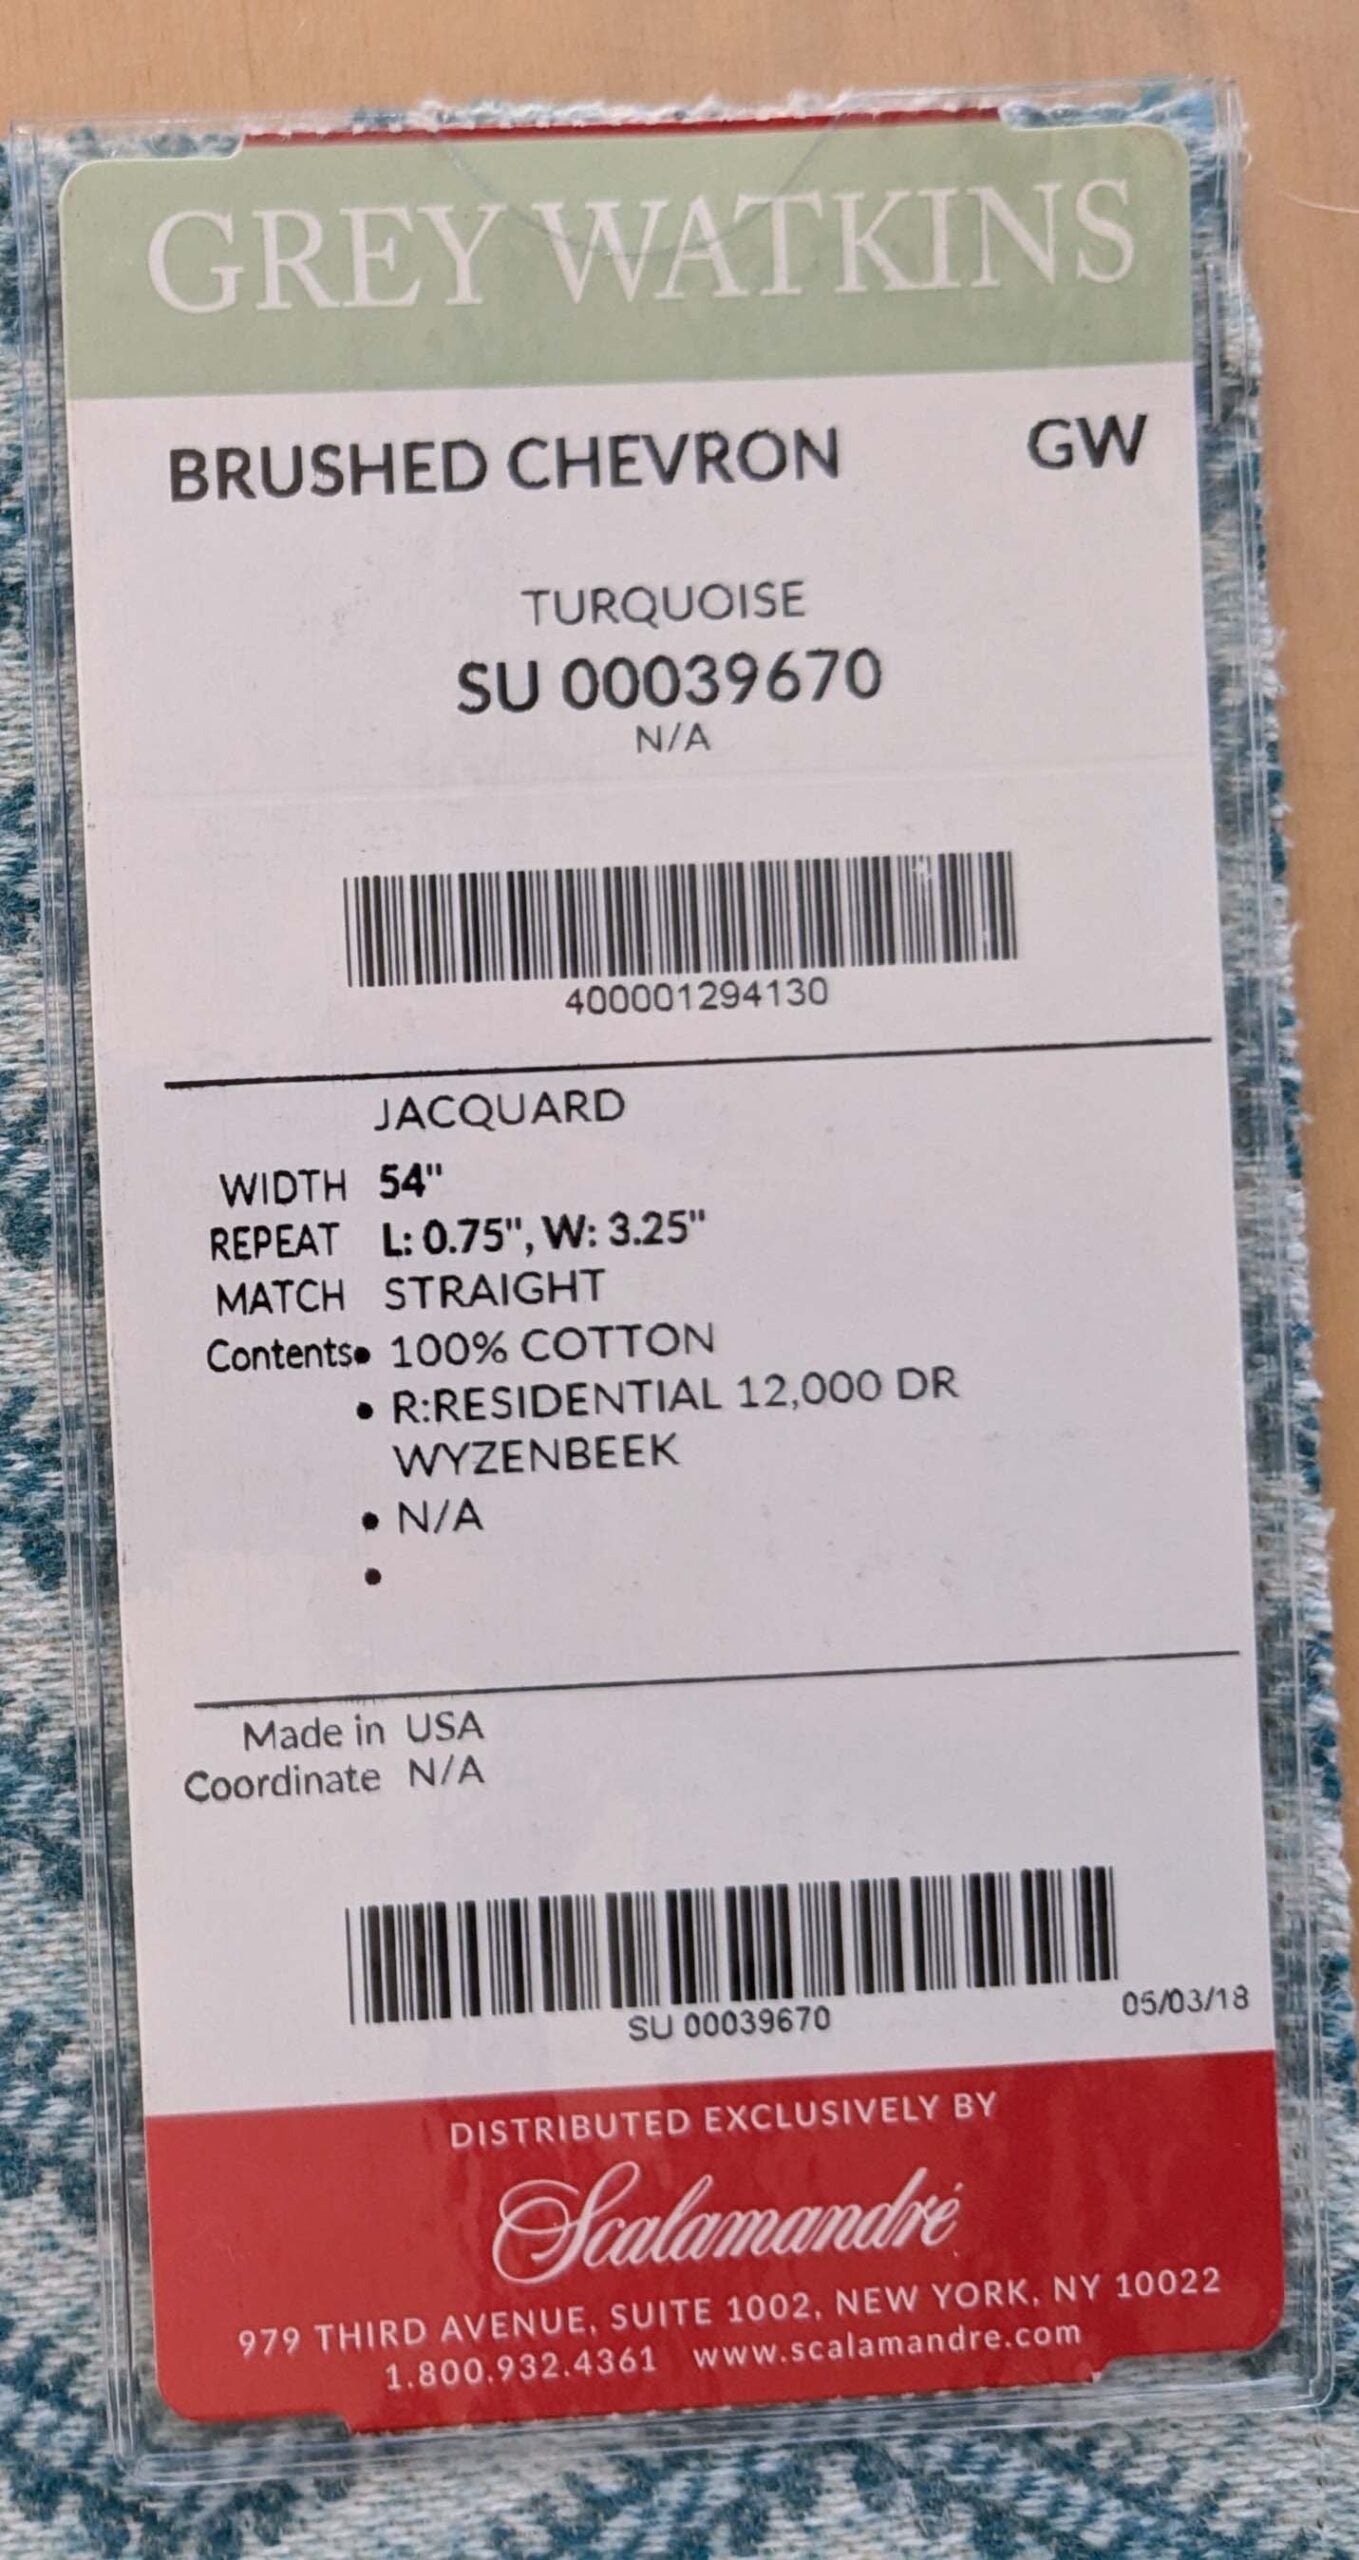 GREY WATKINS
BRUSHED CHEVRON GW
TURQUOISE
SU 00039670
N/A
400001294130
JACQUARD
WIDTH 54"
REPEAT L: 0.75", W: 3.25"
MATCH STRAIGHT
Contents• 100% COTTON
• R:RESIDENTIAL 12,000 DR
WYZENBEEK
• N/A
•
Made in USA
Coordinate N/A
SU 00039670
05/03/18
DISTRIBUTED EXCLUSIVELY BY
Scalamandré
979 THIRD AVENUE, SUITE 1002, NEW YORK, NY 10022
1.800.932.4361 www.scalamandre.com